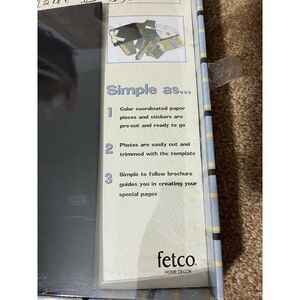 Simple as...
1 Color coordinated paper
pieces and stickers are
pre-cut and ready to go
2 Photos are easily cut and
trimmed with the template
3 Simple to follow brochure
guides you in creating your
special pages
fetco
HOME DECOR